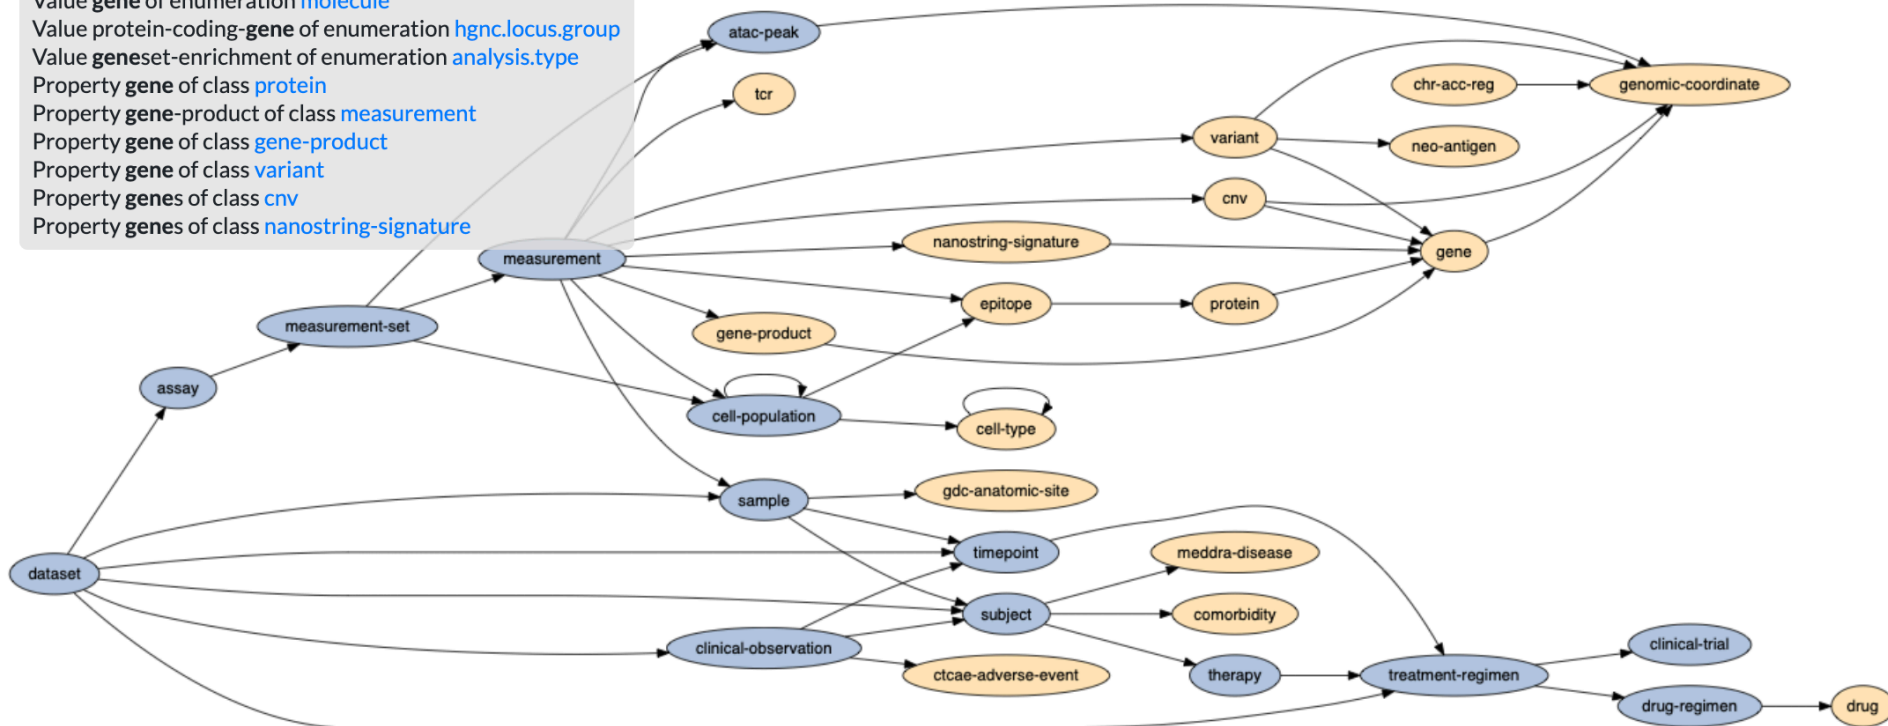 Value gene of enumeration molecule
Value protein-coding-gene of enumeration hgnc.locus.group
Value geneset-enrichment of enumeration analysis.type
Property gene of class protein
Property gene-product of class measurement
Property gene of class gene-product
Property gene of class variant
Property genes of class cnv
Property genes of class nanostring-signature
atac-peak
tcr
chr-acc-reg
genomic-coordinate
variant
neo-antigen
cnv
nanostring-signature
gene
measurement
epitope
protein
measurement-set
gene-product
assay
cell-population
cell-type
sample
gdc-anatomic-site
timepoint
meddra-disease
dataset
subject
comorbidity
clinical-observation
clinical-trial
ctcae-adverse-event
therapy
treatment-regimen
drug-regimen
drug